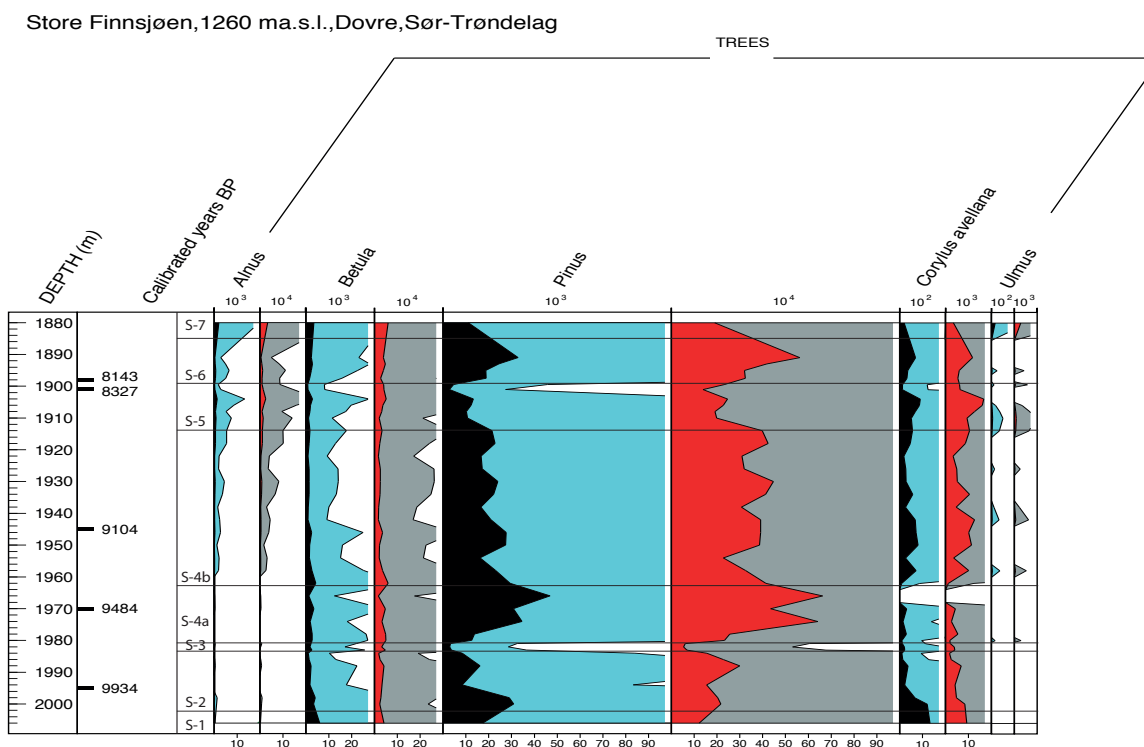 Store Finnsjøen,1260 ma.s.l.,Dovre,Sør-Trøndelag
TREES
DEPTH (m)
Calibrated years BP
Alnus
Betula
Pinus
Corylus avellana
Ulmus
10³ 10⁴ 10³ 10⁴ 10³ 10⁴ 10² 10³ 10² 10³
1880 S-7
1890
8143 S-6
1900 8327
1910 S-5
1920
1930
1940
9104
1950
1960 S-4b
1970 9484
S-4a
1980 S-3
1990
9934
2000 S-2
S-1
10 10 10 20 10 20 10 20 30 40 50 60 70 80 90 10 20 30 40 50 60 70 80 90 10